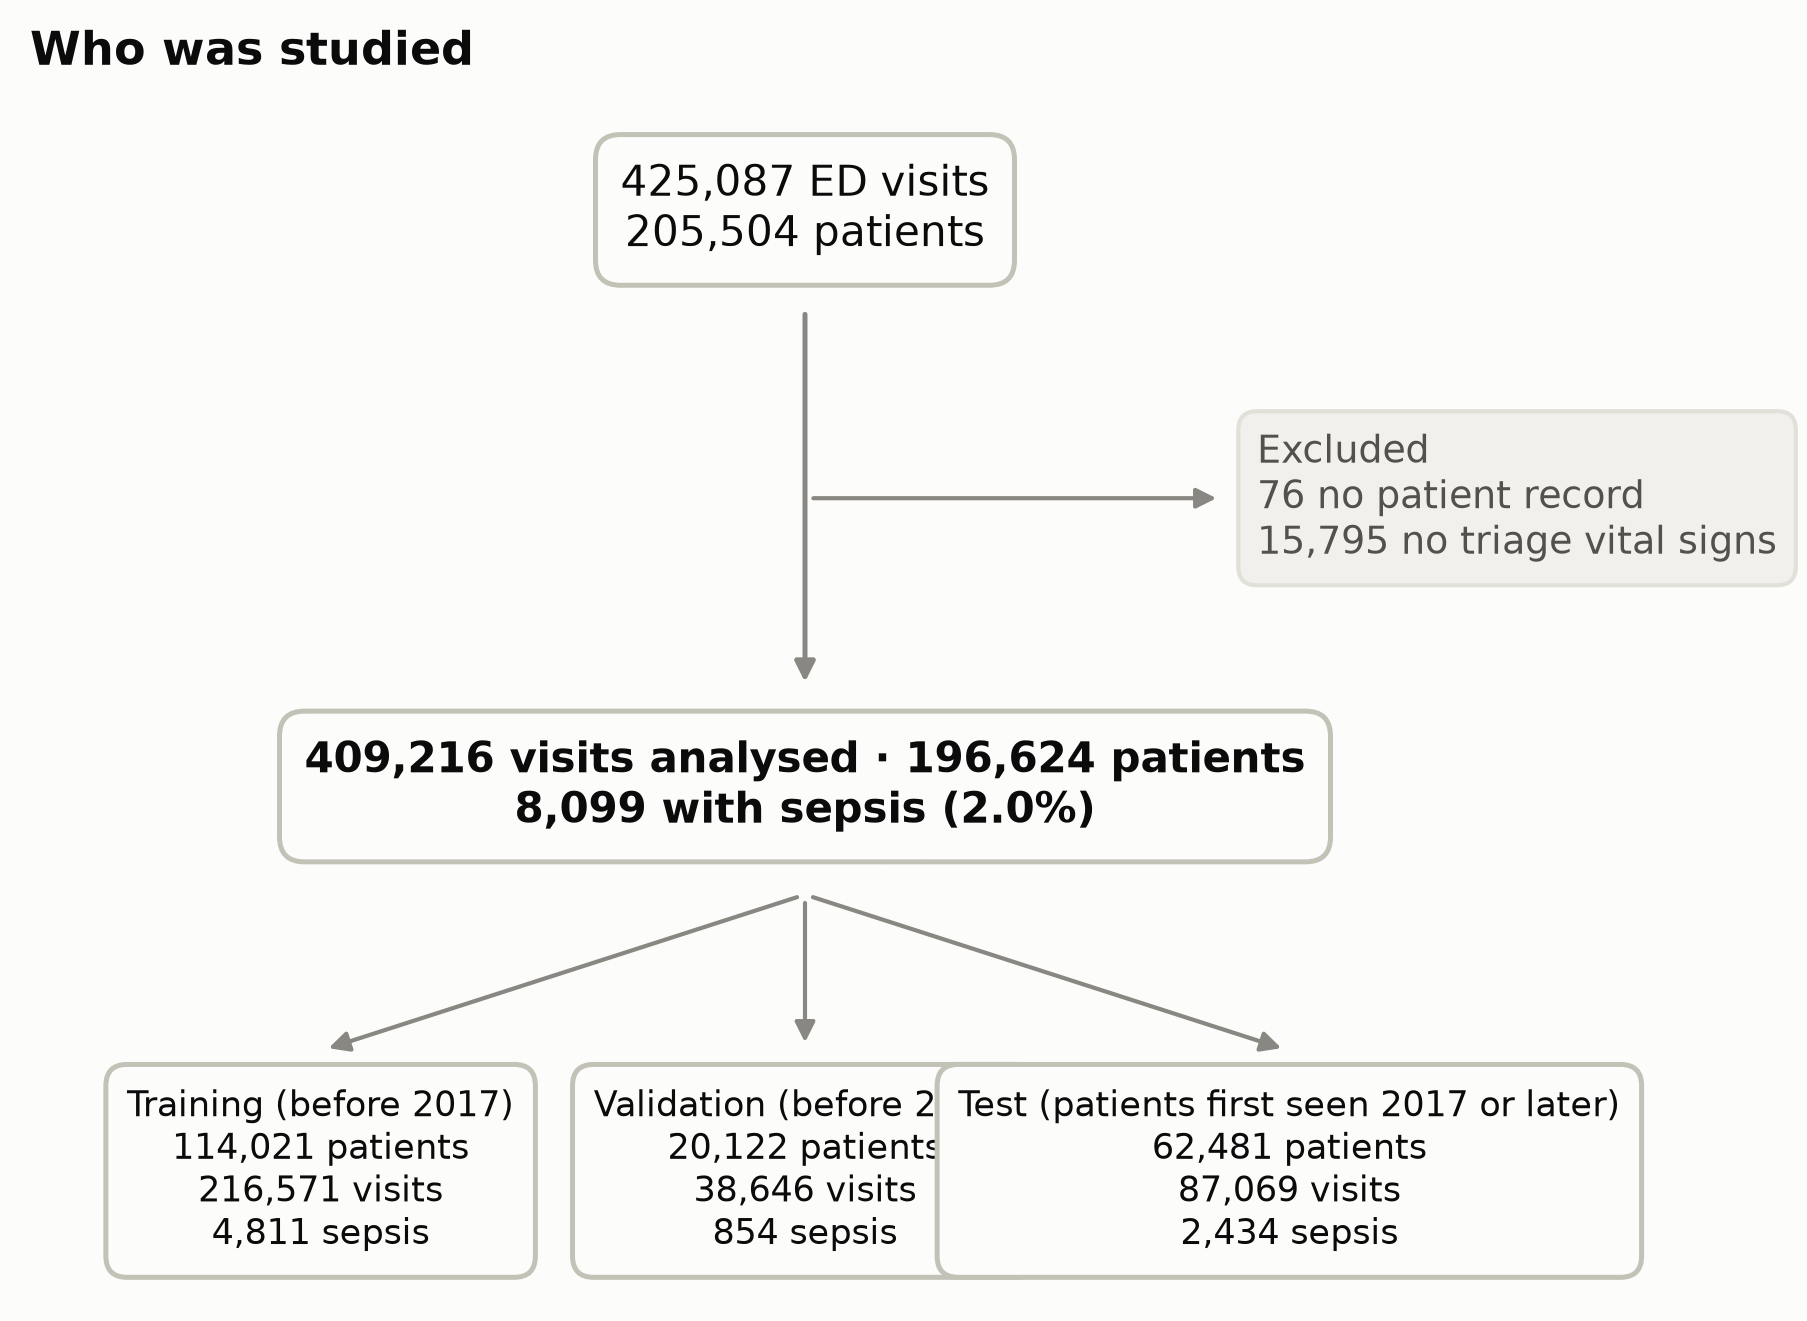 Who was studied
425,087 ED visits
205,504 patients
Excluded
76 no patient record
15,795 no triage vital signs
409,216 visits analysed · 196,624 patients
8,099 with sepsis (2.0%)
Training (before 2017)
114,021 patients
216,571 visits
4,811 sepsis
Validation (before 2
20,122 patients
38,646 visits
854 sepsis
Test (patients first seen 2017 or later)
62,481 patients
87,069 visits
2,434 sepsis